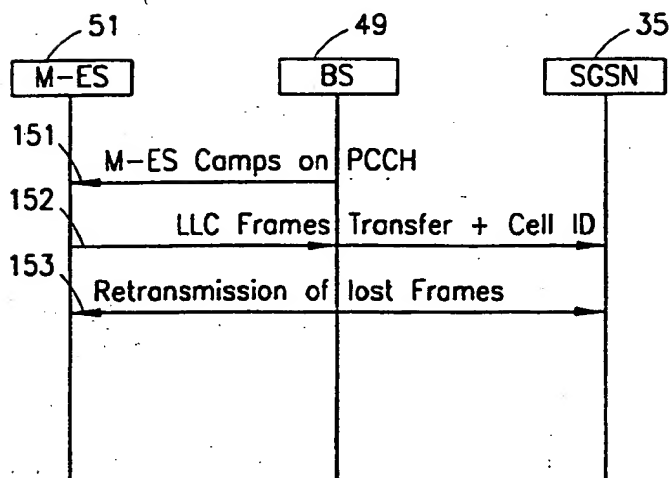 51 49 35
M-ES BS SGSN
151
M-ES Camps on PCCH
152
LLC Frames Transfer + Cell ID
153
Retransmission of lost Frames